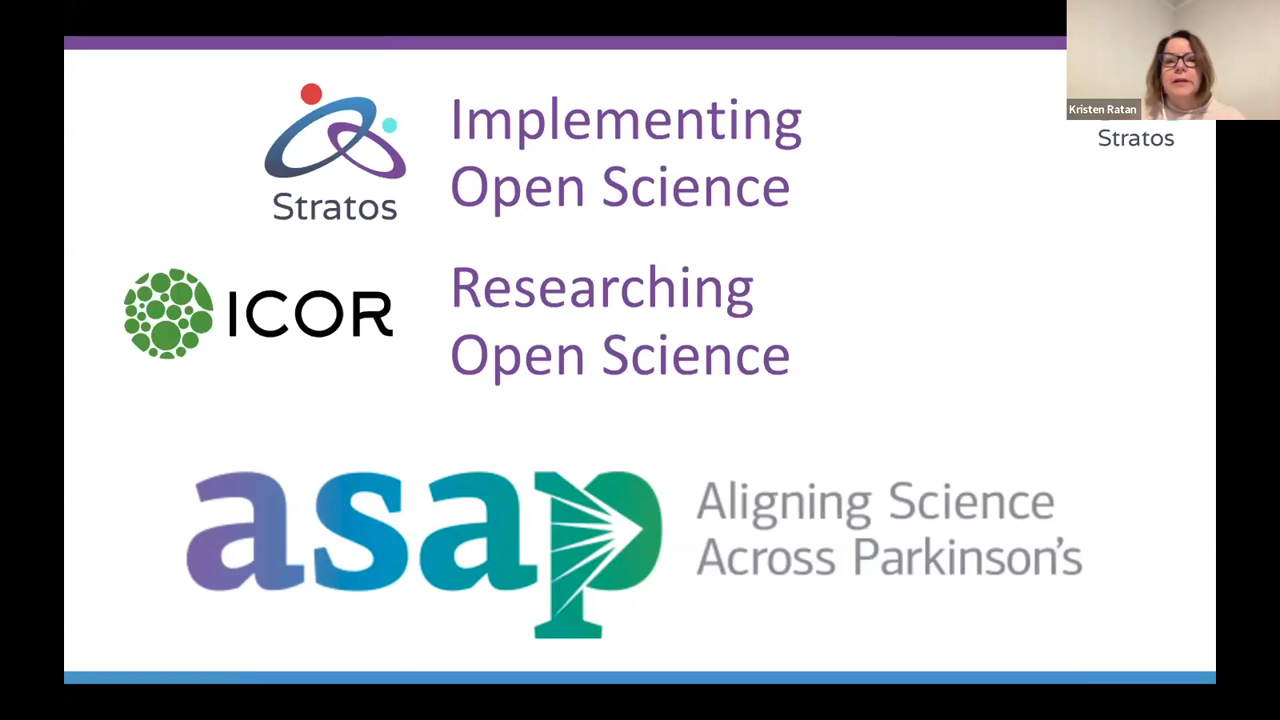 Implementing
Open Science
Stratos
Kristen Ratan
Stratos
ICOR
Researching
Open Science
asap
Aligning Science
Across Parkinson's